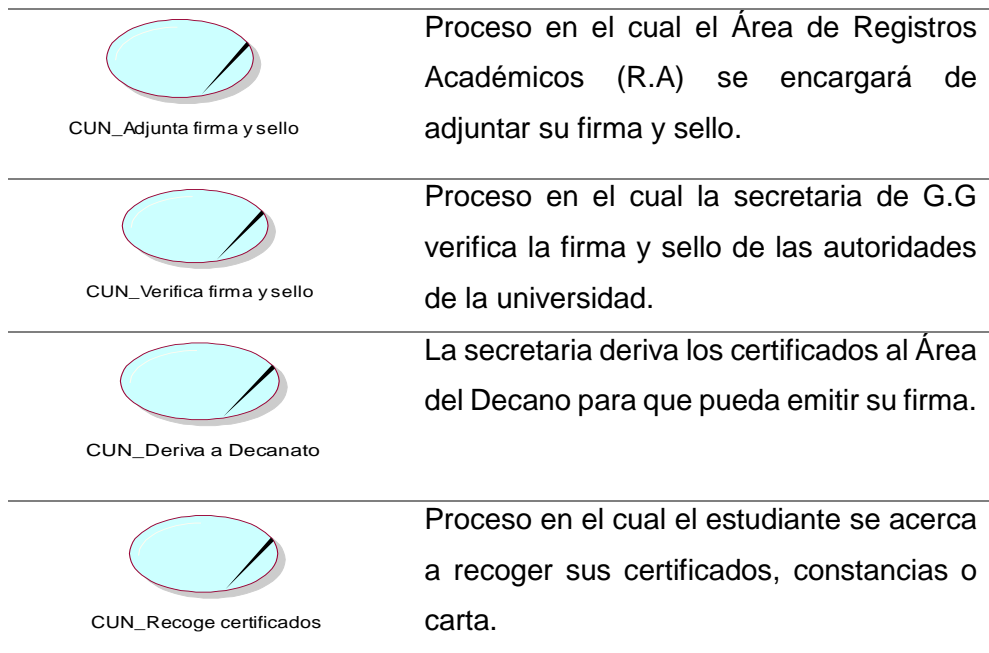 Proceso en el cual el Área de Registros
Académicos (R.A) se encargará de
adjuntar su firma y sello.
CUN_Adjunta firma y sello
Proceso en el cual la secretaria de G.G
verifica la firma y sello de las autoridades
de la universidad.
CUN_Verifica firma y sello
La secretaria deriva los certificados al Área
del Decano para que pueda emitir su firma.
CUN_Deriva a Decanato
Proceso en el cual el estudiante se acerca
a recoger sus certificados, constancias o
carta.
CUN_Recoge certificados